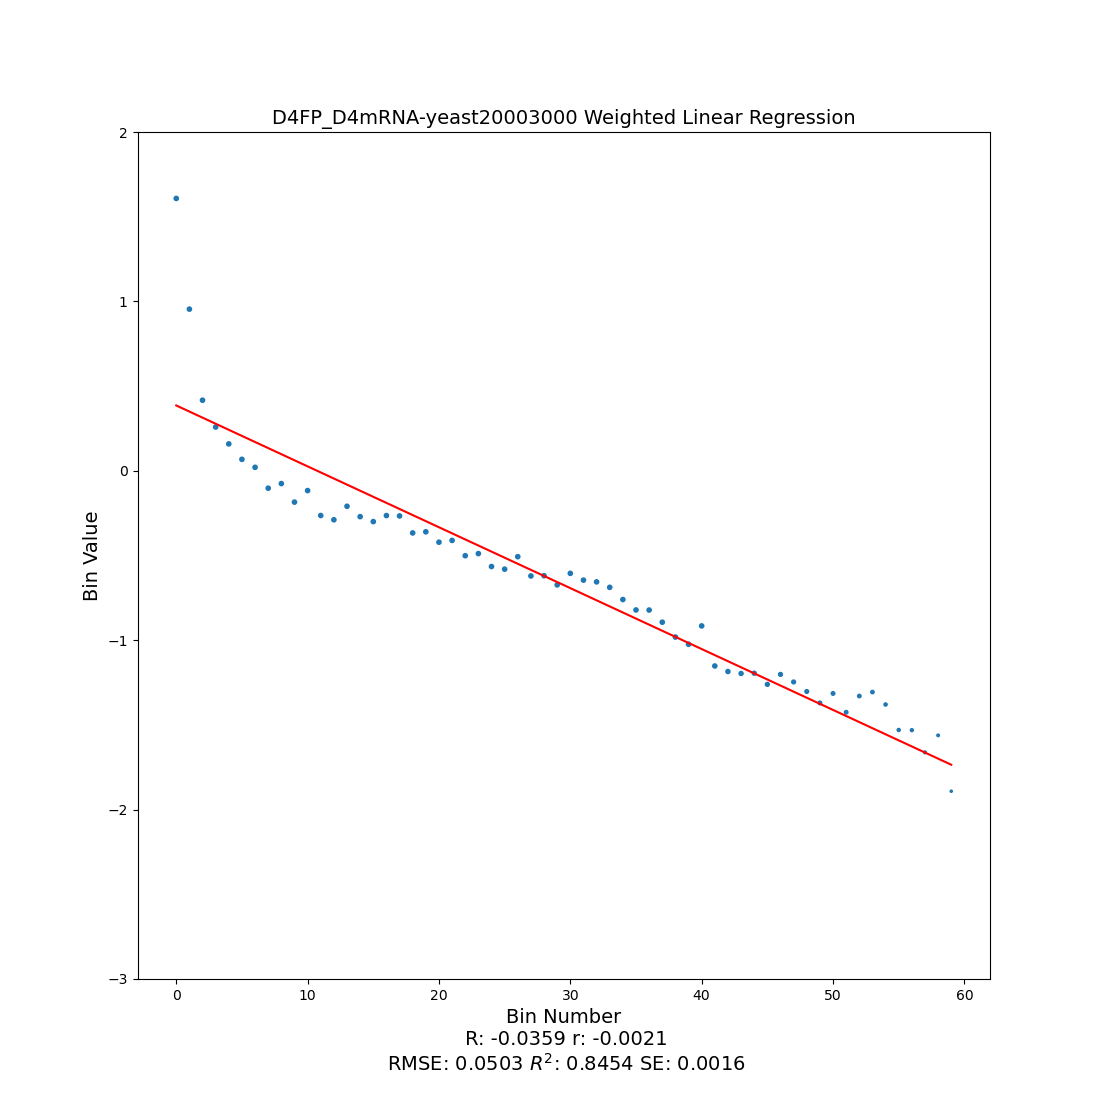 D4FP_D4mRNA-yeast20003000 Weighted Linear Regression
2
1
0
−1
−2
−3
Bin Value
0 10 20 30 40 50 60
Bin Number
R: -0.0359 r: -0.0021
RMSE: 0.0503 R²: 0.8454 SE: 0.0016